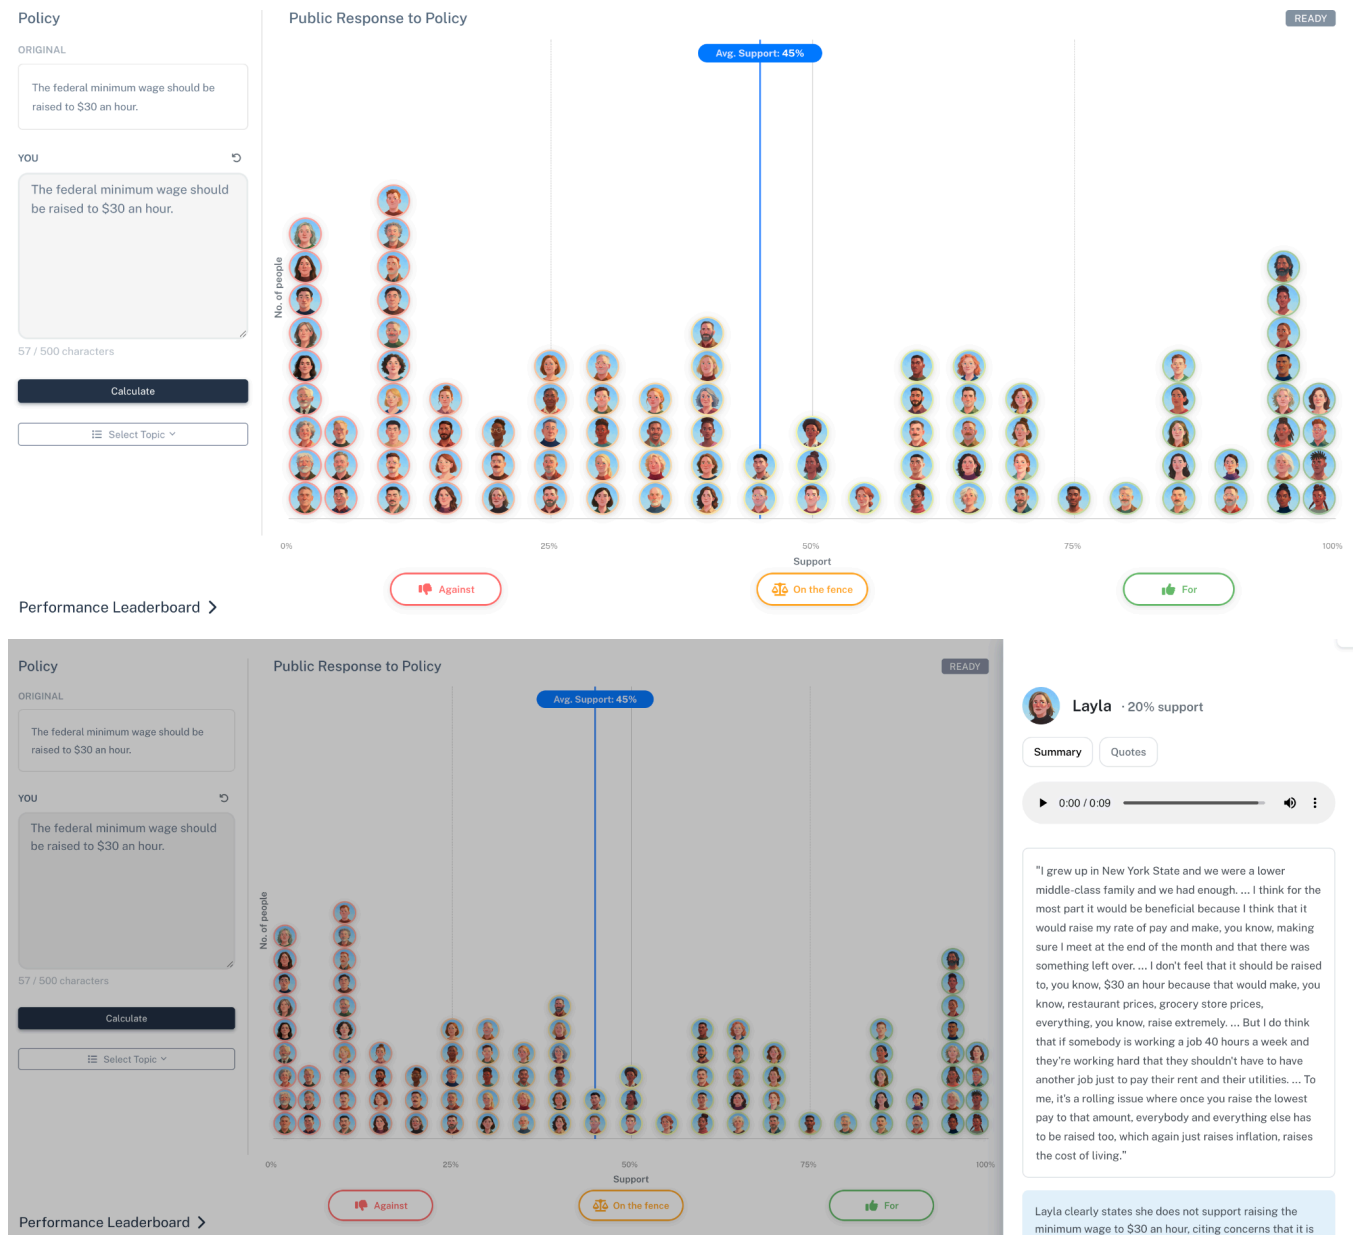 Policy
Public Response to Policy
READY
ORIGINAL
Avg. Support: 45%
The federal minimum wage should be
raised to $30 an hour.
YOU
The federal minimum wage should
be raised to $30 an hour.
No. of people
57 / 500 characters
Calculate
Select Topic
0%
25%
50%
75%
100%
Support
Against
On the fence
For
Performance Leaderboard
Policy
Public Response to Policy
READY
ORIGINAL
Avg. Support: 45%
The federal minimum wage should be
raised to $30 an hour.
YOU
The federal minimum wage should
be raised to $30 an hour.
No. of people
57 / 500 characters
Calculate
Select Topic
0%
25%
50%
75%
100%
Support
Against
On the fence
For
Performance Leaderboard
Layla · 20% support
Summary
Quotes
0:00 / 0:09
"I grew up in New York State and we were a lower
middle-class family and we had enough. ... I think for the
most part it would be beneficial because I think that it
would raise my rate of pay and make, you know, making
sure I meet at the end of the month and that there was
something left over. ... I don't feel that it should be raised
to, you know, $30 an hour because that would make, you
know, restaurant prices, grocery store prices,
everything, you know, raise extremely. ... But I do think
that if somebody is working a job 40 hours a week and
they're working hard that they shouldn't have to have
another job just to pay their rent and their utilities. ... To
me, it's a rolling issue where once you raise the lowest
pay to that amount, everybody and everything else has
to be raised too, which again just raises inflation, raises
the cost of living."
Layla clearly states she does not support raising the
minimum wage to $30 an hour, citing concerns that it is